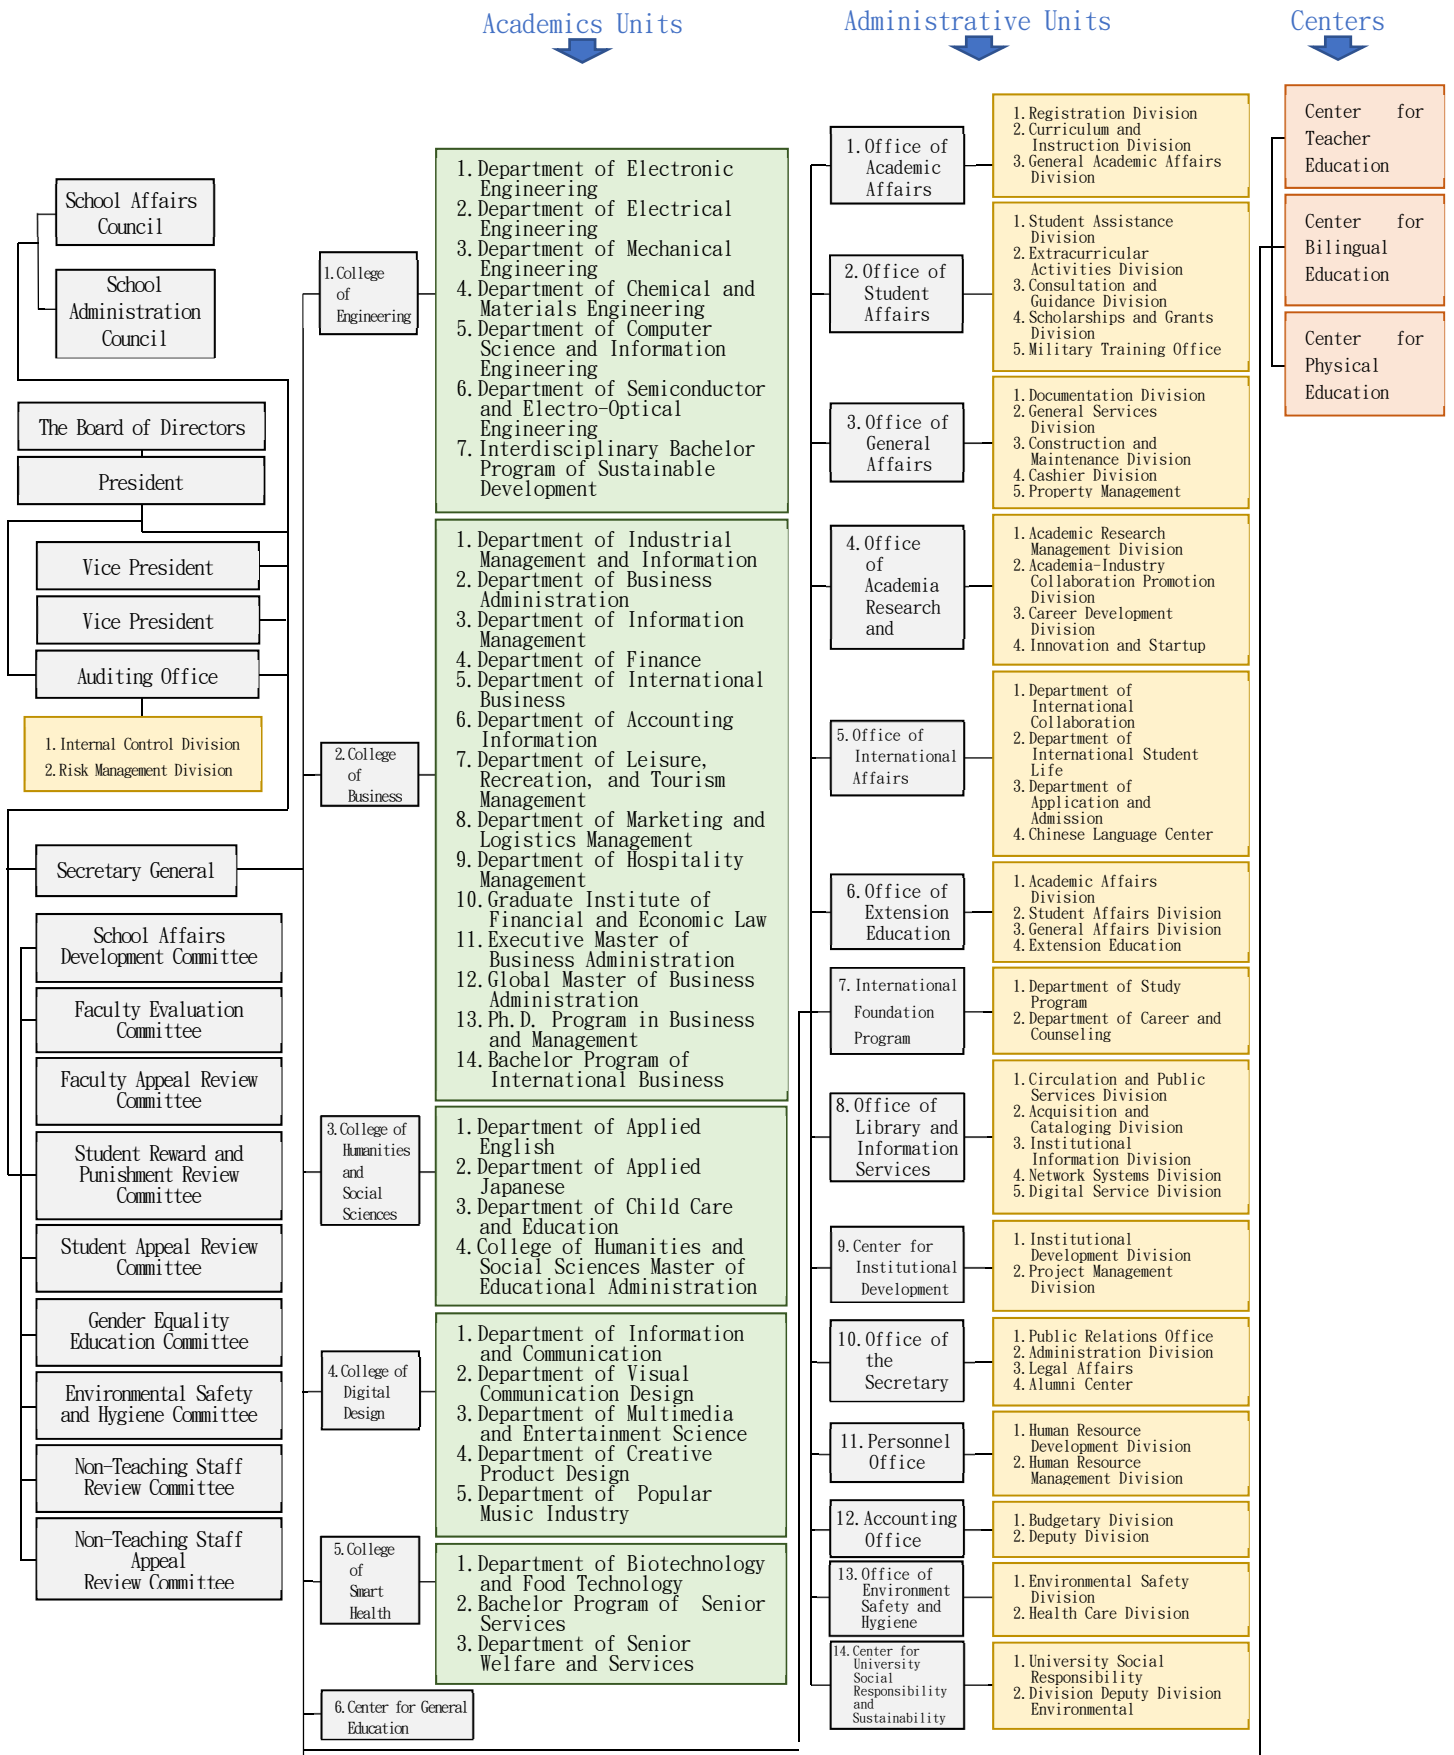 Academics Units
Administrative Units
Centers
School Affairs
Council
School
Administration
Council
The Board of Directors
President
Vice President
Vice President
Auditing Office
1.Internal Control Division
2.Risk Management Division
Secretary General
School Affairs
Development Committee
Faculty Evaluation
Committee
Faculty Appeal Review
Committee
Student Reward and
Punishment Review
Committee
Student Appeal Review
Committee
Gender Equality
Education Committee
Environmental Safety
and Hygiene Committee
Non-Teaching Staff
Review Committee
Non-Teaching Staff
Appeal
Review Committee
1.College
of
Engineering
1.Department of Electronic
Engineering
2.Department of Electrical
Engineering
3.Department of Mechanical
Engineering
4.Department of Chemical and
Materials Engineering
5.Department of Computer
Science and Information
Engineering
6.Department of Semiconductor
and Electro-Optical
Engineering
7.Interdisciplinary Bachelor
Program of Sustainable
Development
2.College
of
Business
1.Department of Industrial
Management and Information
2.Department of Business
Administration
3.Department of Information
Management
4.Department of Finance
5.Department of International
Business
6.Department of Accounting
Information
7.Department of Leisure,
Recreation, and Tourism
Management
8.Department of Marketing and
Logistics Management
9.Department of Hospitality
Management
10.Graduate Institute of
Financial and Economic Law
11.Executive Master of
Business Administration
12.Global Master of Business
Administration
13.Ph.D. Program in Business
and Management
14.Bachelor Program of
International Business
3.College of
Humanities
and
Social
Sciences
1.Department of Applied
English
2.Department of Applied
Japanese
3.Department of Child Care
and Education
4.College of Humanities and
Social Sciences Master of
Educational Administration
4.College of
Digital
Design
1.Department of Information
and Communication
2.Department of Visual
Communication Design
3.Department of Multimedia
and Entertainment Science
4.Department of Creative
Product Design
5.Department of Popular
Music Industry
5.College
of
Smart
Health
1.Department of Biotechnology
and Food Technology
2.Bachelor Program of Senior
Services
3.Department of Senior
Welfare and Services
6.Center for General
Education
1.Office of
Academic
Affairs
1.Registration Division
2.Curriculum and
Instruction Division
3.General Academic Affairs
Division
2.Office of
Student
Affairs
1.Student Assistance
Division
2.Extracurricular
Activities Division
3.Consultation and
Guidance Division
4.Scholarships and Grants
Division
5.Military Training Office
3.Office of
General
Affairs
1.Documentation Division
2.General Services
Division
3.Construction and
Maintenance Division
4.Cashier Division
5.Property Management
4.Office
of
Academia
Research
and
1.Academic Research
Management Division
2.Academia-Industry
Collaboration Promotion
Division
3.Career Development
Division
4.Innovation and Startup
5.Office of
International
Affairs
1.Department of
International
Collaboration
2.Department of
International Student
Life
3.Department of
Application and
Admission
4.Chinese Language Center
6.Office of
Extension
Education
1.Academic Affairs
Division
2.Student Affairs Division
3.General Affairs Division
4.Extension Education
7.International
Foundation
Program
1.Department of Study
Program
2.Department of Career and
Counseling
8.Office of
Library and
Information
Services
1.Circulation and Public
Services Division
2.Acquisition and
Cataloging Division
3.Institutional
Information Division
4.Network Systems Division
5.Digital Service Division
9.Center for
Institutional
Development
1.Institutional
Development Division
2.Project Management
Division
10.Office of
the
Secretary
1.Public Relations Office
2.Administration Division
3.Legal Affairs
4.Alumni Center
11.Personnel
Office
1.Human Resource
Development Division
2.Human Resource
Management Division
12.Accounting
Office
1.Budgetary Division
2.Deputy Division
13.Office of
Environment
Safety and
Hygiene
1.Environmental Safety
Division
2.Health Care Division
14.Center for
University
Social
Responsibility
and
Sustainability
1.University Social
Responsibility
2.Division Deputy Division
Environmental
Center for
Teacher
Education
Center for
Bilingual
Education
Center for
Physical
Education